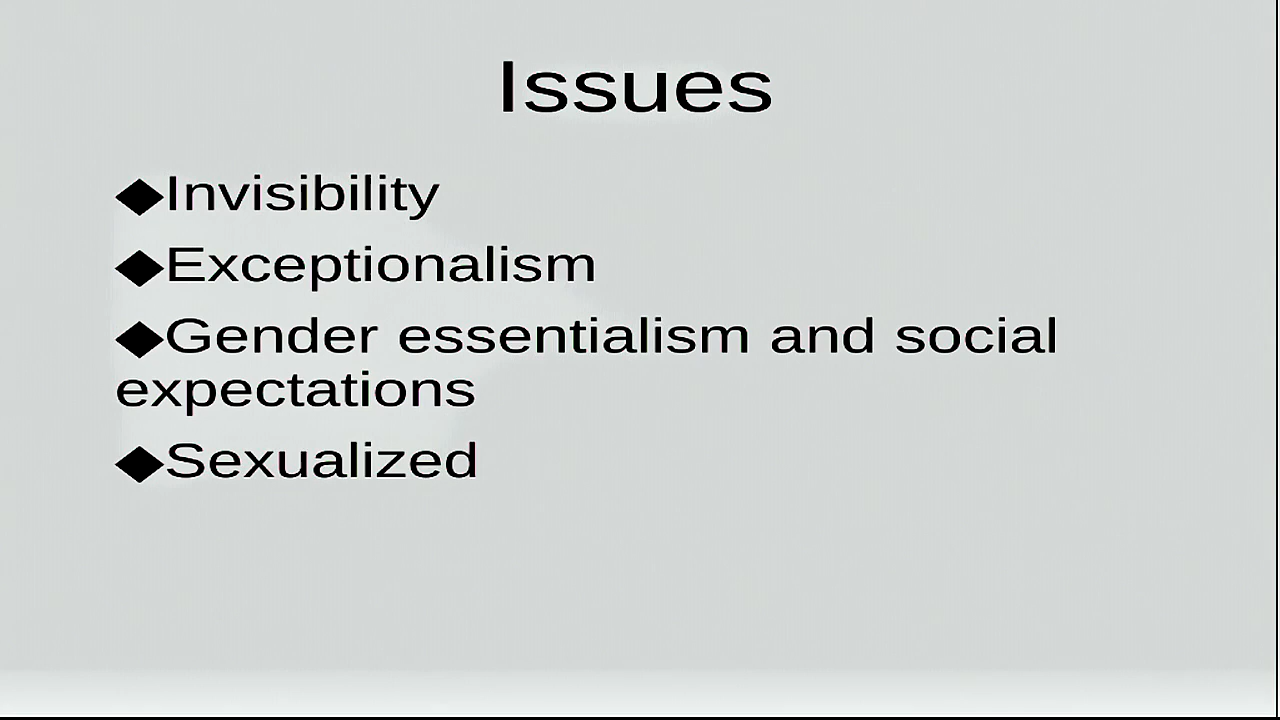 Issues
◆Invisibility
◆Exceptionalism
◆Gender essentialism and social
expectations
◆Sexualized